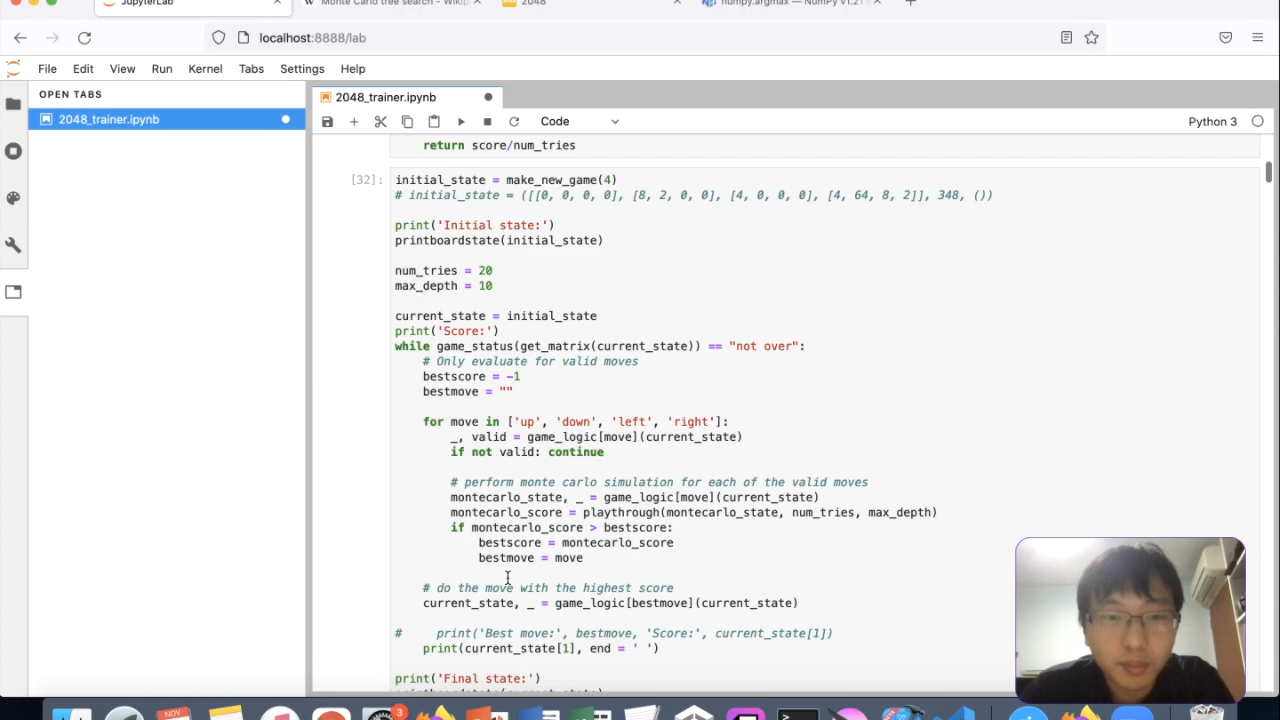 JupyterLab
Monte Carlo tree search - Wikip
2048
numpy.argmax — NumPy v1.21
localhost:8888/lab
File Edit View Run Kernel Tabs Settings Help
OPEN TABS
2048_trainer.ipynb
2048_trainer.ipynb
Code
Python 3
return score/num_tries
[32]:
initial_state = make_new_game(4)
# initial_state = ([[0, 0, 0, 0], [8, 2, 0, 0], [4, 0, 0, 0], [4, 64, 8, 2]], 348, ())
print('Initial state:')
printboardstate(initial_state)
num_tries = 20
max_depth = 10
current_state = initial_state
print('Score:')
while game_status(get_matrix(current_state)) == "not over":
# Only evaluate for valid moves
bestscore = -1
bestmove = ""
for move in ['up', 'down', 'left', 'right']:
_, valid = game_logic[move](current_state)
if not valid: continue
# perform monte carlo simulation for each of the valid moves
montecarlo_state, _ = game_logic[move](current_state)
montecarlo_score = playthrough(montecarlo_state, num_tries, max_depth)
if montecarlo_score > bestscore:
bestscore = montecarlo_score
bestmove = move
# do the move with the highest score
current_state, _ = game_logic[bestmove](current_state)
# print('Best move:', bestmove, 'Score:', current_state[1])
print(current_state[1], end = ' ')
print('Final state:')
NOV
3